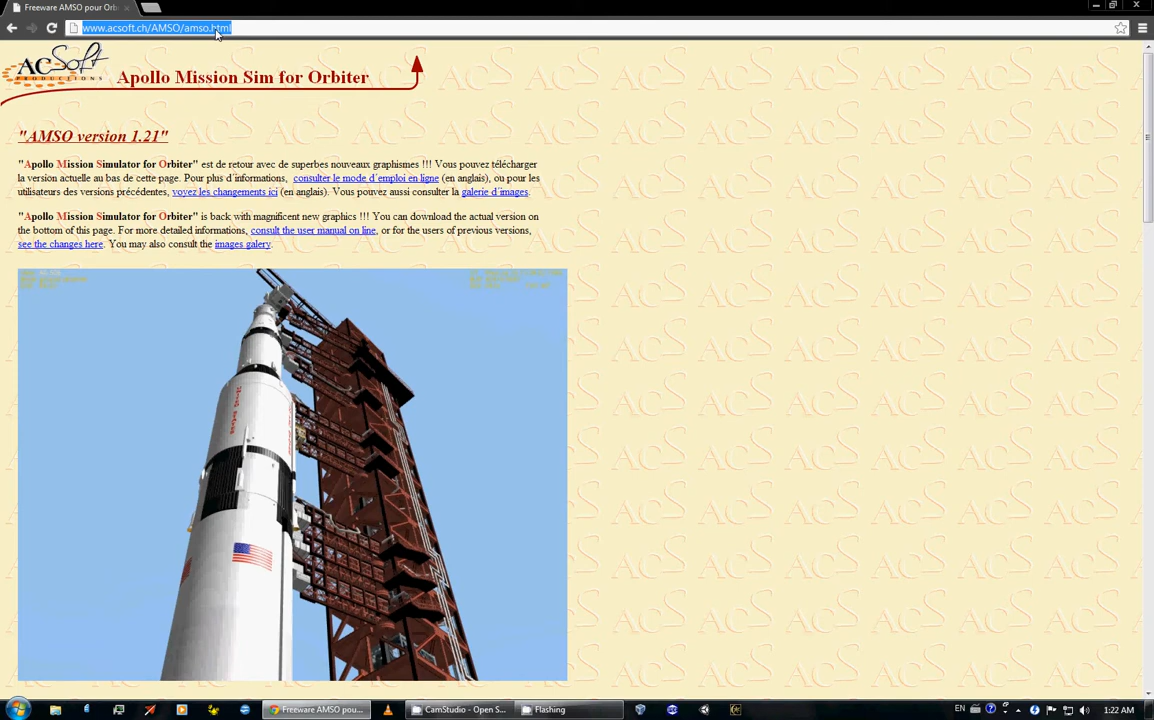 Freeware AMSO pour Orb
www.acsoft.ch/AMSO/amso.html
ACSoft
PRODUCTIONS
Apollo Mission Sim for Orbiter
"AMSO version 1.21"
"Apollo Mission Simulator for Orbiter" est de retour avec de superbes nouveaux graphismes !!! Vous pouvez télécharger
la version actuelle au bas de cette page. Pour plus d´informations, consulter le mode d´emploi en ligne (en anglais), ou pour les
utilisateurs des versions précédentes, voyez les changements ici (en anglais). Vous pouvez aussi consulter la galerie d´images.
"Apollo Mission Simulator for Orbiter" is back with magnificent new graphics !!! You can download the actual version on
the bottom of this page. For more detailed informations, consult the user manual on line, or for the users of previous versions,
see the changes here. You may also consult the images galery.
Freeware AMSO pou...
CamStudio - Open S...
Flashing
EN
1:22 AM